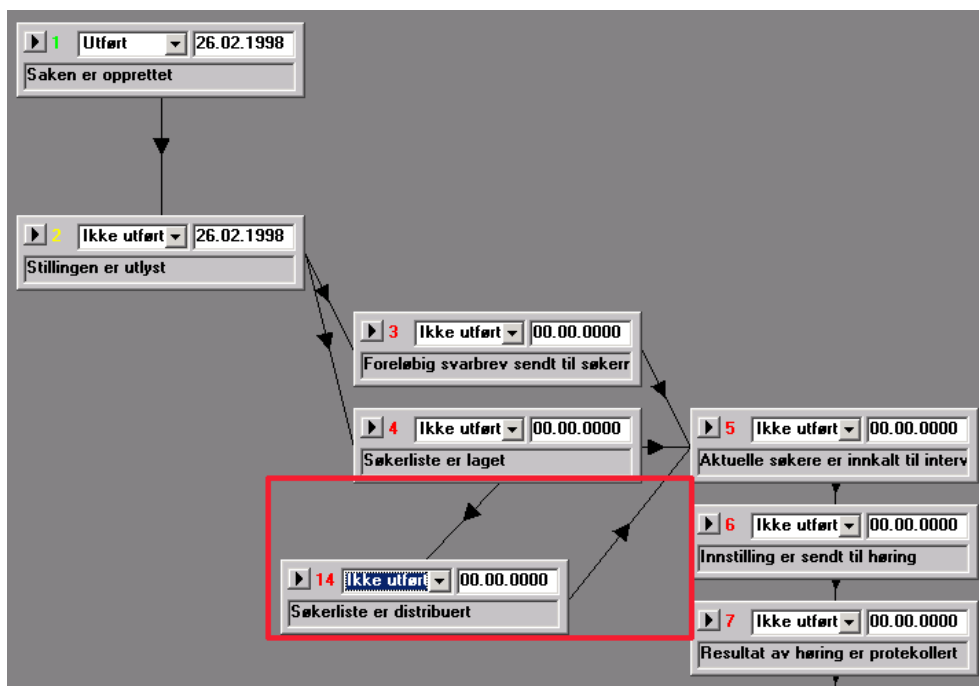 1 Utført 26.02.1998
Saken er opprettet
2 Ikke utført 26.02.1998
Stillingen er utlyst
3 Ikke utført 00.00.0000
Foreløbig svarbrev sendt til søkerr
4 Ikke utført 00.00.0000
Søkerliste er laget
5 Ikke utført 00.00.0000
Aktuelle søkere er innkalt til interv
6 Ikke utført 00.00.0000
Innstilling er sendt til høring
14 Ikke utført 00.00.0000
Søkerliste er distribuert
7 Ikke utført 00.00.0000
Resultat av høring er protekollert